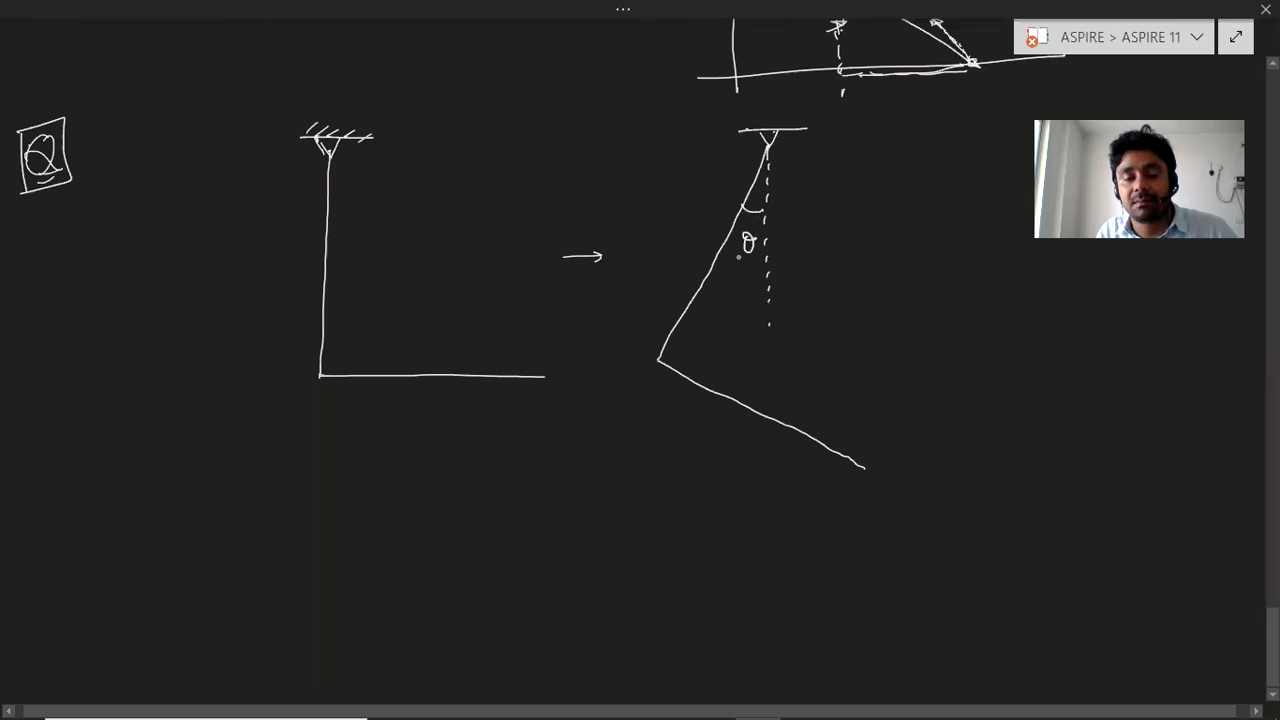 ASPIRE > ASPIRE 11
Q
θ